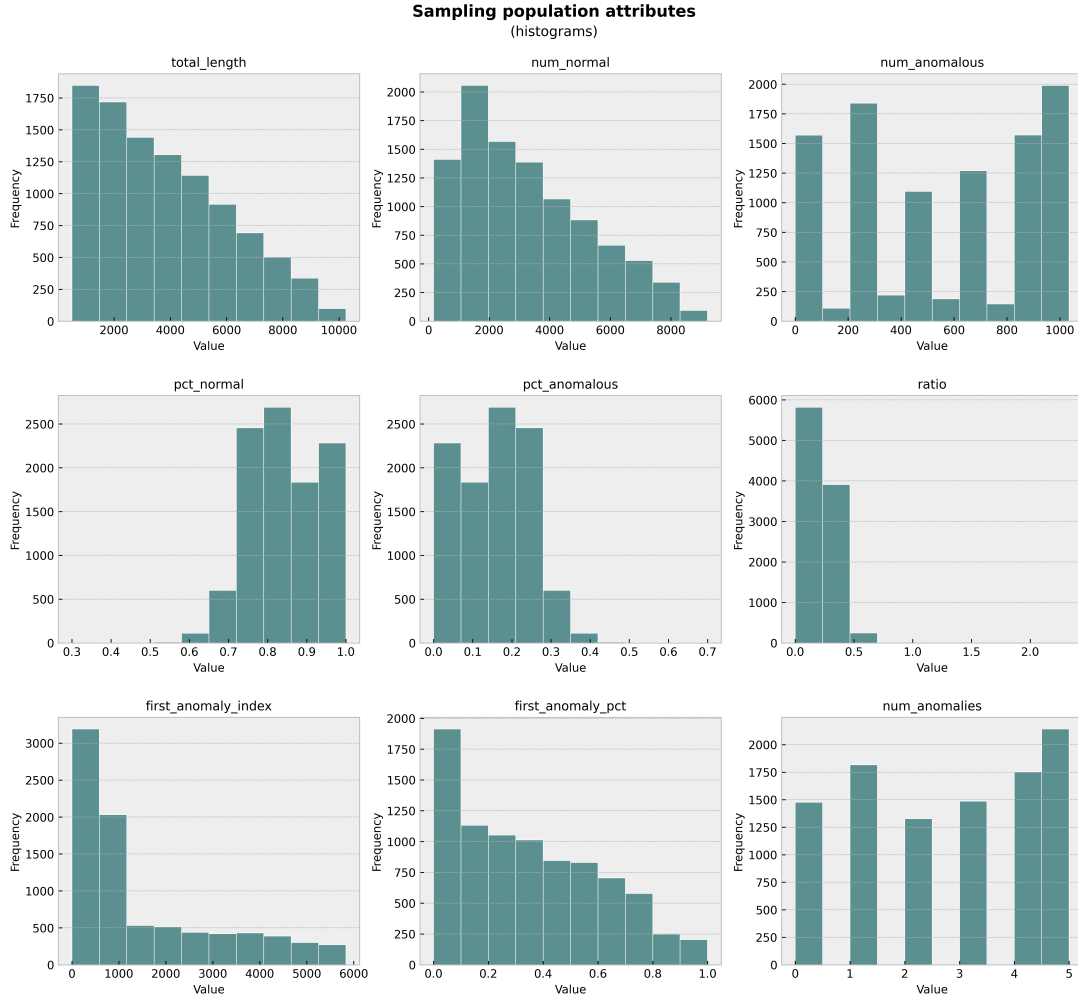 Sampling population attributes
(histograms)
total_length
num_normal
num_anomalous
1750
1500
1250
1000
750
500
250
0
Frequency
2000 4000 6000 8000 10000
Value
2000
1750
1500
1250
1000
750
500
250
0
Frequency
0 2000 4000 6000 8000
Value
2000
1750
1500
1250
1000
750
500
250
0
Frequency
0 200 400 600 800 1000
Value
pct_normal
pct_anomalous
ratio
2500
2000
1500
1000
500
0
Frequency
0.3 0.4 0.5 0.6 0.7 0.8 0.9 1.0
Value
2500
2000
1500
1000
500
0
Frequency
0.0 0.1 0.2 0.3 0.4 0.5 0.6 0.7
Value
6000
5000
4000
3000
2000
1000
0
Frequency
0.0 0.5 1.0 1.5 2.0
Value
first_anomaly_index
first_anomaly_pct
num_anomalies
3000
2500
2000
1500
1000
500
0
Frequency
0 1000 2000 3000 4000 5000 6000
Value
2000
1750
1500
1250
1000
750
500
250
0
Frequency
0.0 0.2 0.4 0.6 0.8 1.0
Value
2000
1750
1500
1250
1000
750
500
250
0
Frequency
0 1 2 3 4 5
Value